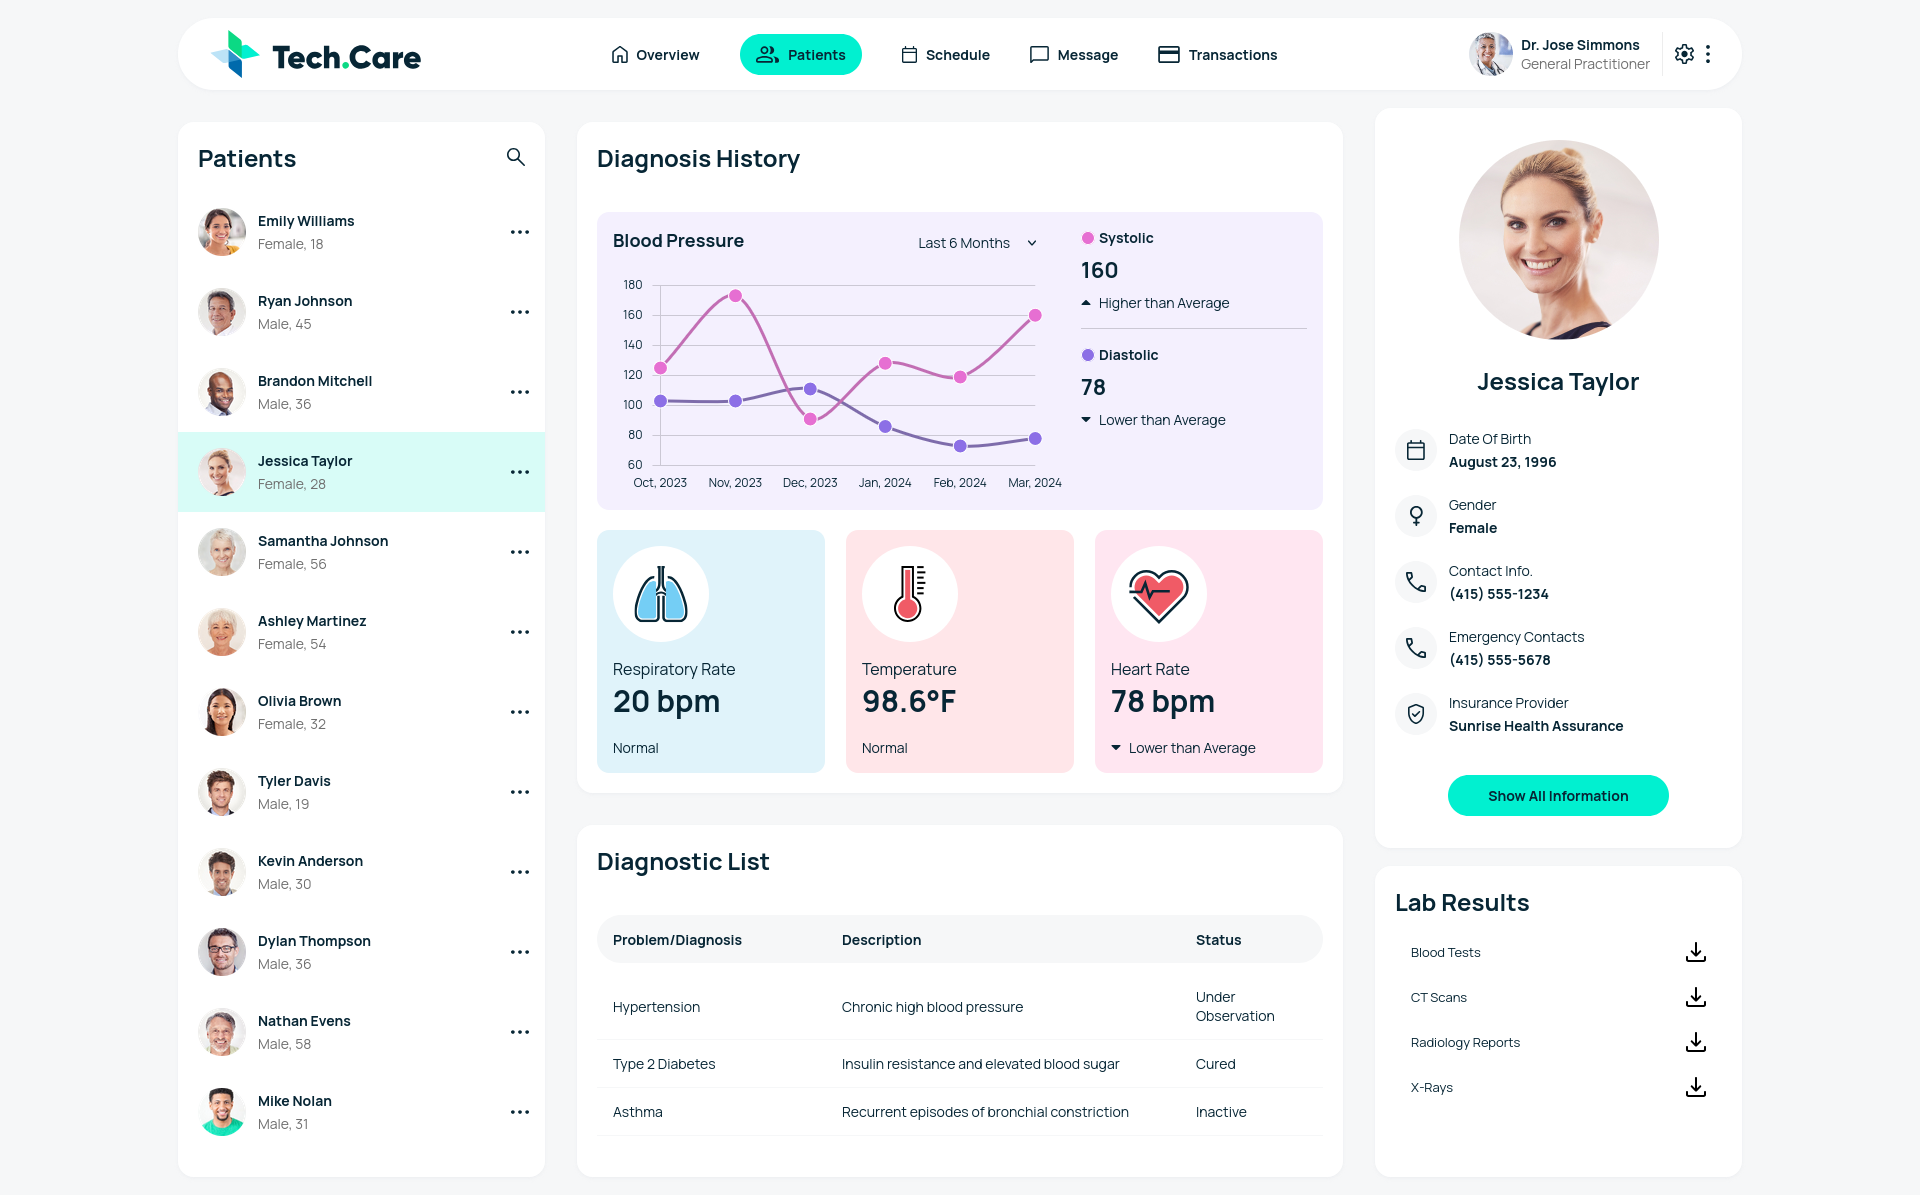 Tech.Care
Overview
Patients
Schedule
Message
Transactions
Dr. Jose Simmons
General Practitioner
Patients
Emily Williams
Female, 18
Ryan Johnson
Male, 45
Brandon Mitchell
Male, 36
Jessica Taylor
Female, 28
Samantha Johnson
Female, 56
Ashley Martinez
Female, 54
Olivia Brown
Female, 32
Tyler Davis
Male, 19
Kevin Anderson
Male, 30
Dylan Thompson
Male, 36
Nathan Evens
Male, 58
Mike Nolan
Male, 31
Diagnosis History
Blood Pressure
Last 6 Months
180
160
140
120
100
80
60
Oct, 2023
Nov, 2023
Dec, 2023
Jan, 2024
Feb, 2024
Mar, 2024
Systolic
160
Higher than Average
Diastolic
78
Lower than Average
Respiratory Rate
20 bpm
Normal
Temperature
98.6°F
Normal
Heart Rate
78 bpm
Lower than Average
Diagnostic List
Problem/Diagnosis
Description
Status
Hypertension
Chronic high blood pressure
Under
Observation
Type 2 Diabetes
Insulin resistance and elevated blood sugar
Cured
Asthma
Recurrent episodes of bronchial constriction
Inactive
Jessica Taylor
Date Of Birth
August 23, 1996
Gender
Female
Contact Info.
(415) 555-1234
Emergency Contacts
(415) 555-5678
Insurance Provider
Sunrise Health Assurance
Show All Information
Lab Results
Blood Tests
CT Scans
Radiology Reports
X-Rays